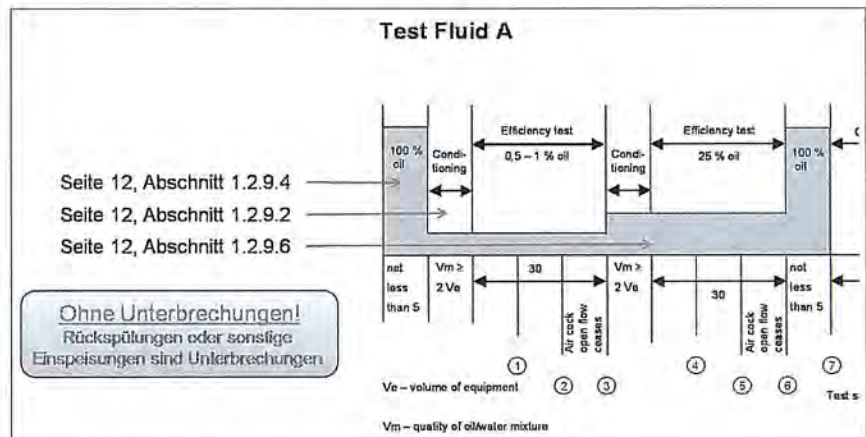 Test Fluid A
100 %
oil
Condi-
tioning
Efficiency test
0,5 – 1 % oil
Condi-
tioning
Efficiency test
25 % oil
100 %
oil
Seite 12, Abschnitt 1.2.9.4
Seite 12, Abschnitt 1.2.9.2
Seite 12, Abschnitt 1.2.9.6
not
less
than 5
Vm ≥
2 Ve
30
Air cock
open flow
ceases
Vm ≥
2 Ve
30
Air cock
open flow
ceases
not
less
than 5
Ohne Unterbrechungen!
Rückspülungen oder sonstige
Einspeisungen sind Unterbrechungen
1
2
3
4
5
6
7
Ve – volume of equipment
Test s
Vm – quality of oil/water mixture